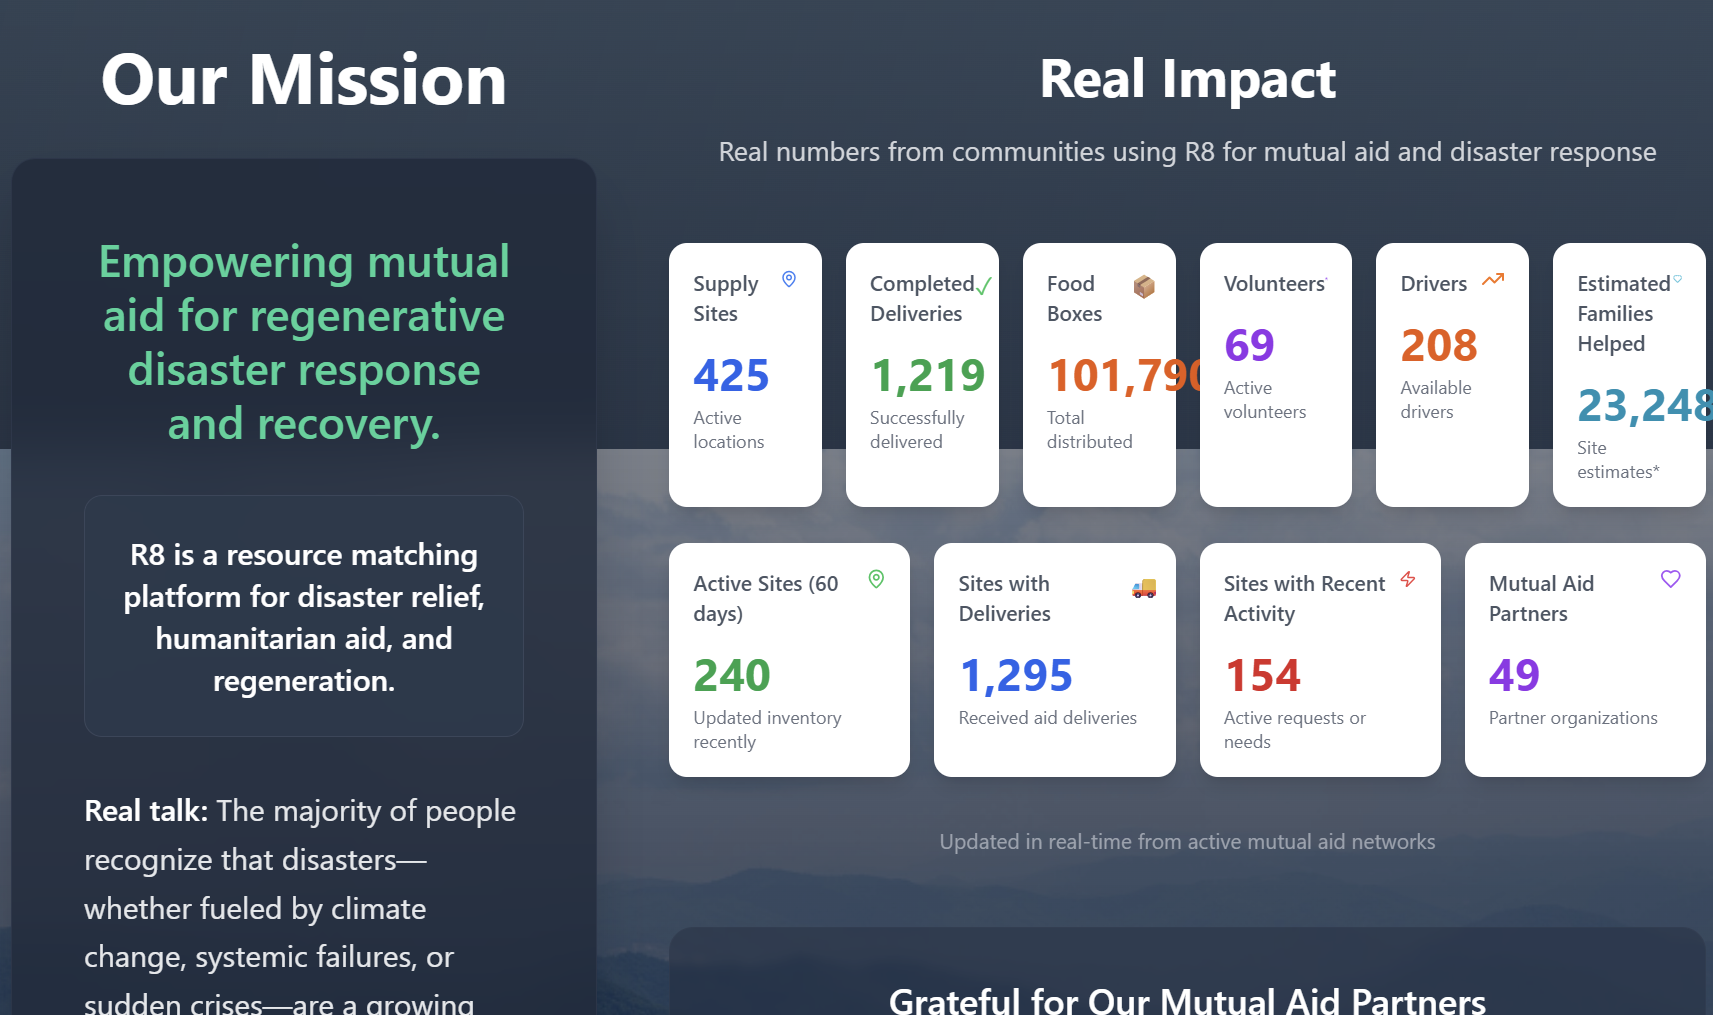 Our Mission
Empowering mutual
aid for regenerative
disaster response
and recovery.
R8 is a resource matching
platform for disaster relief,
humanitarian aid, and
regeneration.
Real talk: The majority of people
recognize that disasters—
whether fueled by climate
change, systemic failures, or
sudden crises—are a growing
Real Impact
Real numbers from communities using R8 for mutual aid and disaster response
Supply
Sites
425
Active
locations
Completed
Deliveries
1,219
Successfully
delivered
Food
Boxes
101,790
Total
distributed
Volunteers
69
Active
volunteers
Drivers
208
Available
drivers
Estimated
Families
Helped
23,248
Site
estimates*
Active Sites (60
days)
240
Updated inventory
recently
Sites with
Deliveries
1,295
Received aid deliveries
Sites with Recent
Activity
154
Active requests or
needs
Mutual Aid
Partners
49
Partner organizations
Updated in real-time from active mutual aid networks
Grateful for Our Mutual Aid Partners